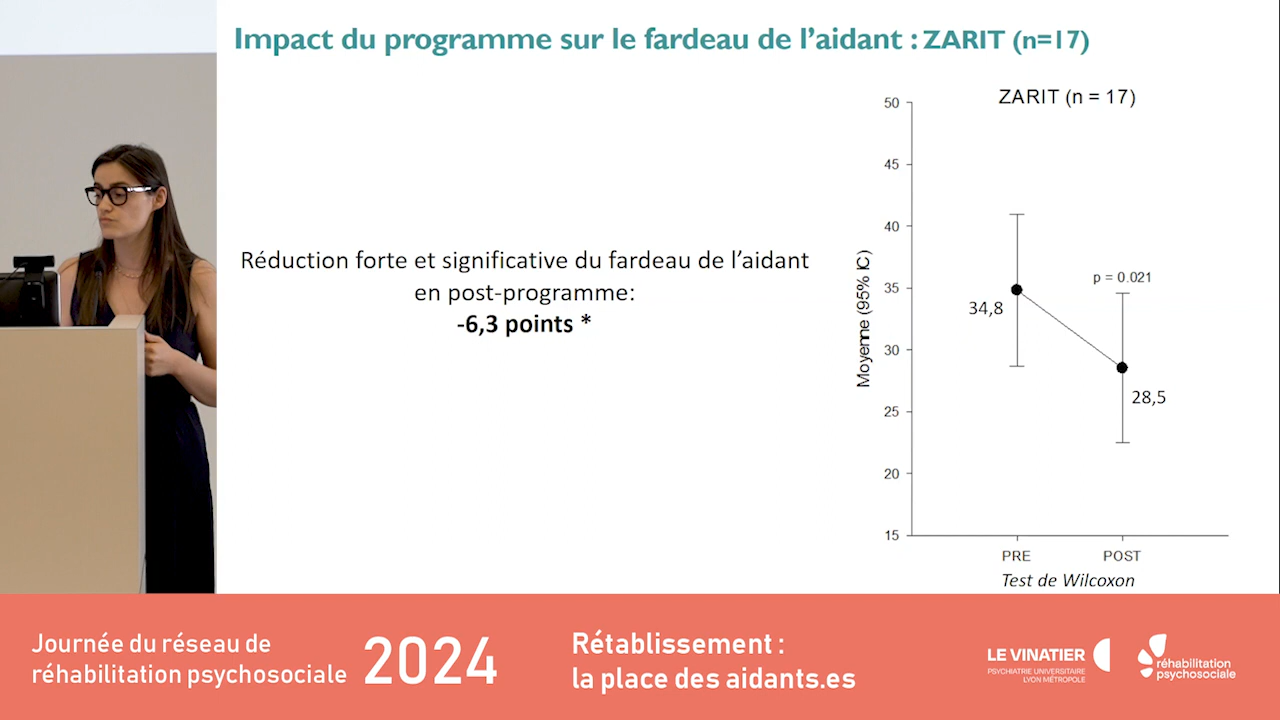 Impact du programme sur le fardeau de l'aidant : ZARIT (n=17)
Réduction forte et significative du fardeau de l'aidant
en post-programme:
-6,3 points *
ZARIT (n = 17)
Moyenne (95% IC)
50
45
40
35
30
25
20
15
34,8
p = 0.021
28,5
PRE
POST
Test de Wilcoxon
Journée du réseau de
réhabilitation psychosociale
2024
Rétablissement :
la place des aidants.es
LE VINATIER
PSYCHIATRIE UNIVERSITAIRE
LYON MÉTROPOLE
réhabilitation
psychosociale